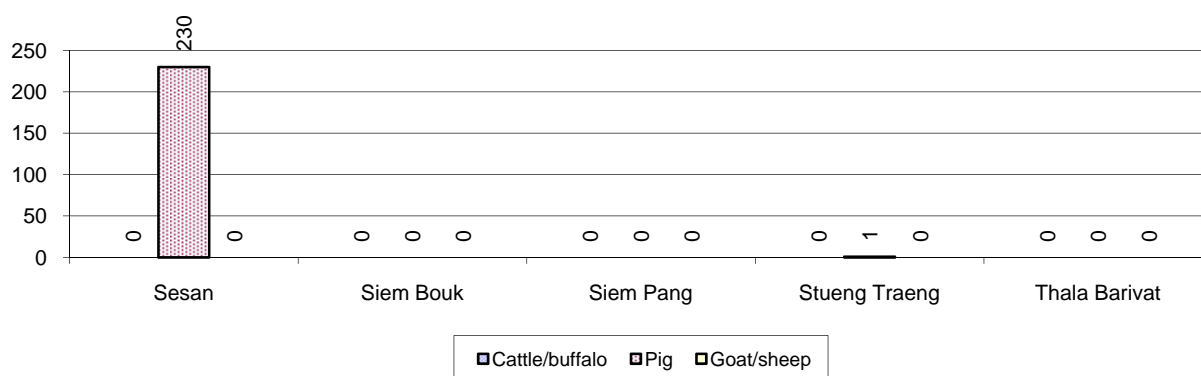 230
250
200
150
100
50
0
0 0 0 0 0 0 0 0 0 1 0 0 0 0
Sesan Siem Bouk Siem Pang Stueng Traeng Thala Barivat
Cattle/buffalo Pig Goat/sheep